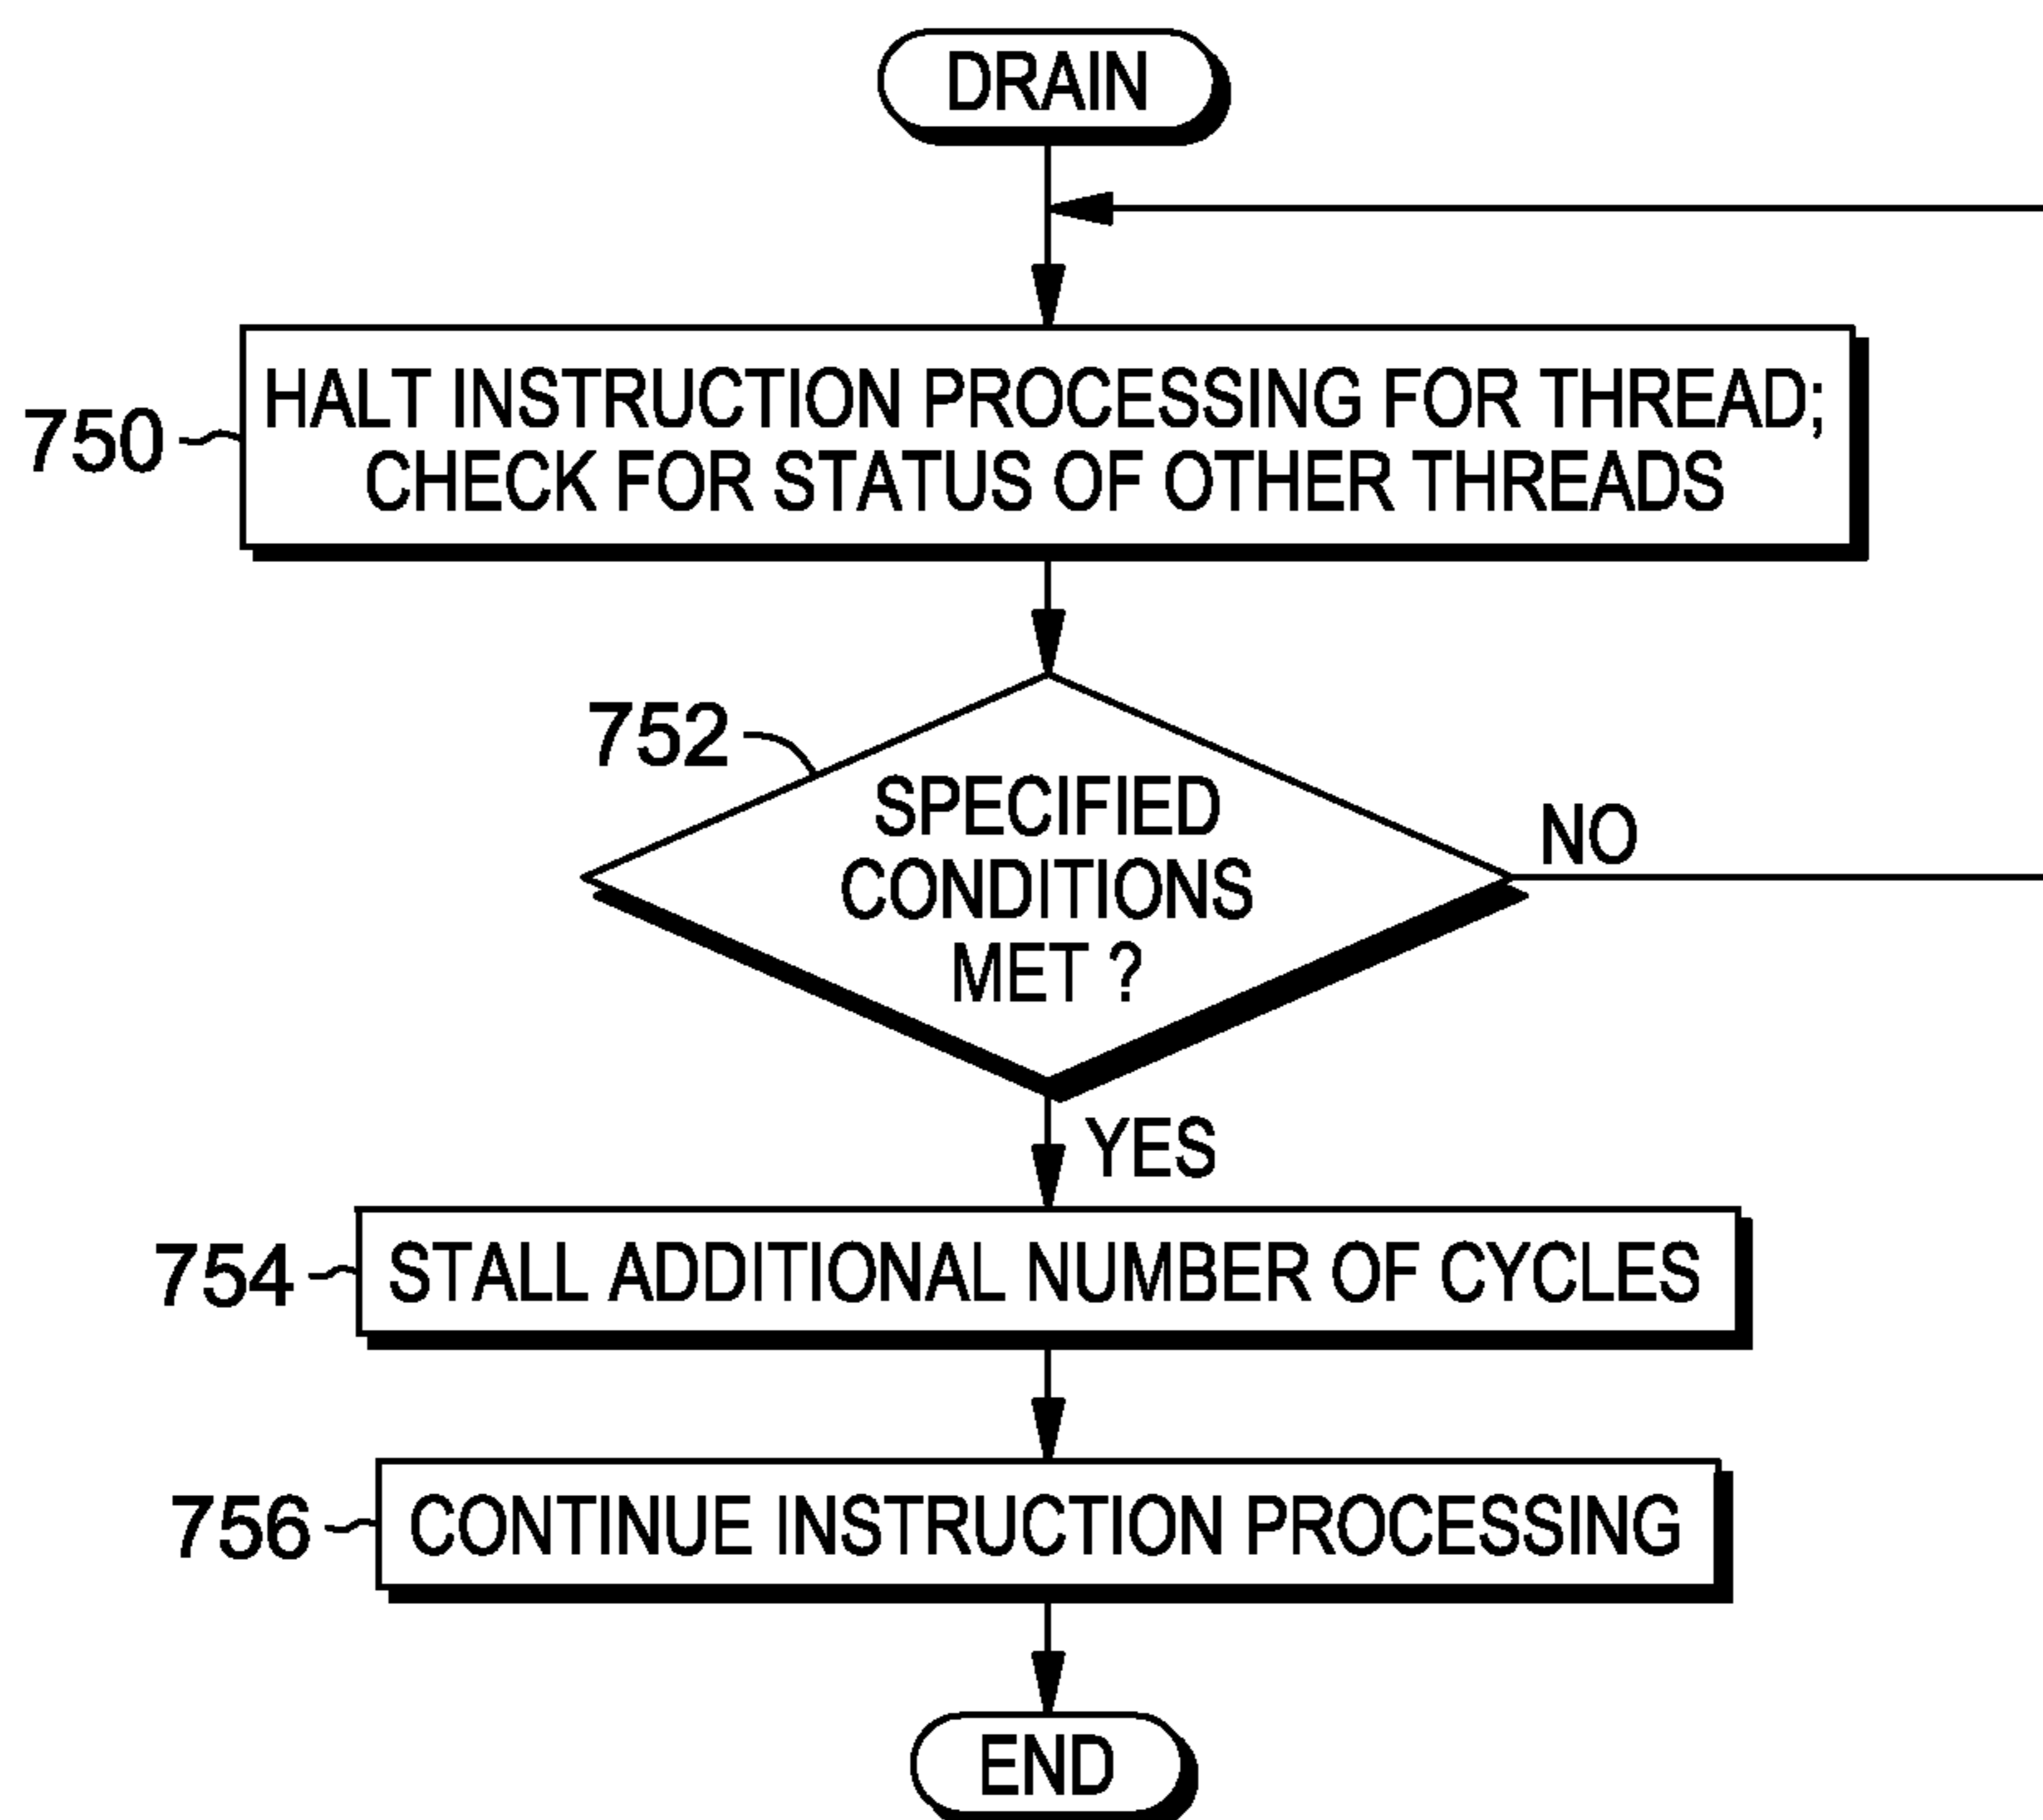 DRAIN
750
HALT INSTRUCTION PROCESSING FOR THREAD;
CHECK FOR STATUS OF OTHER THREADS
752
SPECIFIED
CONDITIONS
MET ?
NO
YES
754
STALL ADDITIONAL NUMBER OF CYCLES
756
CONTINUE INSTRUCTION PROCESSING
END